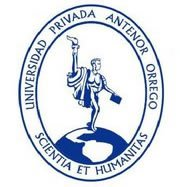 UNIVERSIDAD PRIVADA ANTENOR ORREGO
SCIENTIA ET HUMANITAS